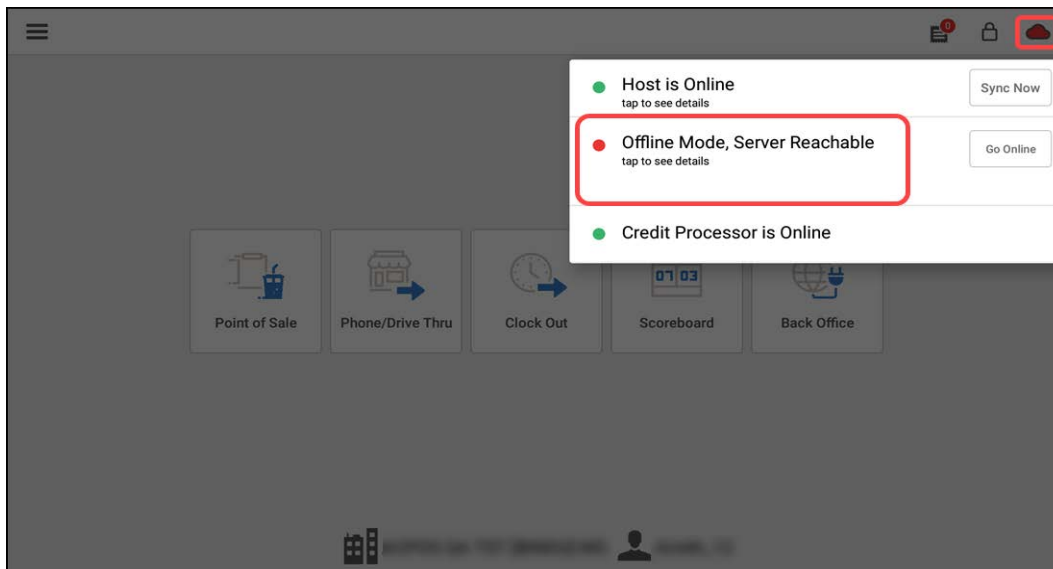 0
Host is Online
tap to see details
Sync Now
Offline Mode, Server Reachable
tap to see details
Go Online
Credit Processor is Online
07 03
Point of Sale
Phone/Drive Thru
Clock Out
Scoreboard
Back Office